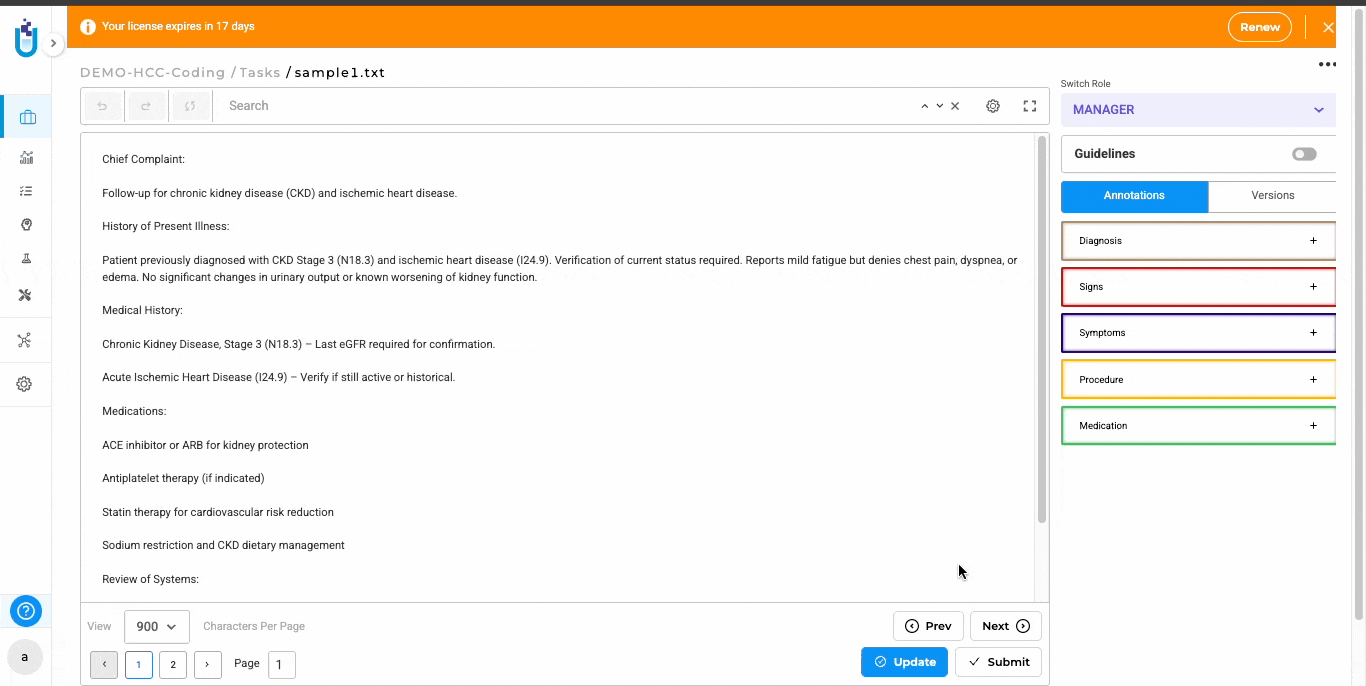 Your license expires in 17 days
Renew
DEMO-HCC-Coding / Tasks / sample1.txt
Search
Switch Role
MANAGER
Guidelines
Annotations
Versions
Diagnosis +
Signs +
Symptoms +
Procedure +
Medication +
Chief Complaint:
Follow-up for chronic kidney disease (CKD) and ischemic heart disease.
History of Present Illness:
Patient previously diagnosed with CKD Stage 3 (N18.3) and ischemic heart disease (I24.9). Verification of current status required. Reports mild fatigue but denies chest pain, dyspnea, or
edema. No significant changes in urinary output or known worsening of kidney function.
Medical History:
Chronic Kidney Disease, Stage 3 (N18.3) – Last eGFR required for confirmation.
Acute Ischemic Heart Disease (I24.9) – Verify if still active or historical.
Medications:
ACE inhibitor or ARB for kidney protection
Antiplatelet therapy (if indicated)
Statin therapy for cardiovascular risk reduction
Sodium restriction and CKD dietary management
Review of Systems:
View 900 Characters Per Page
Prev
Next
1 2 Page 1
Update
Submit
a